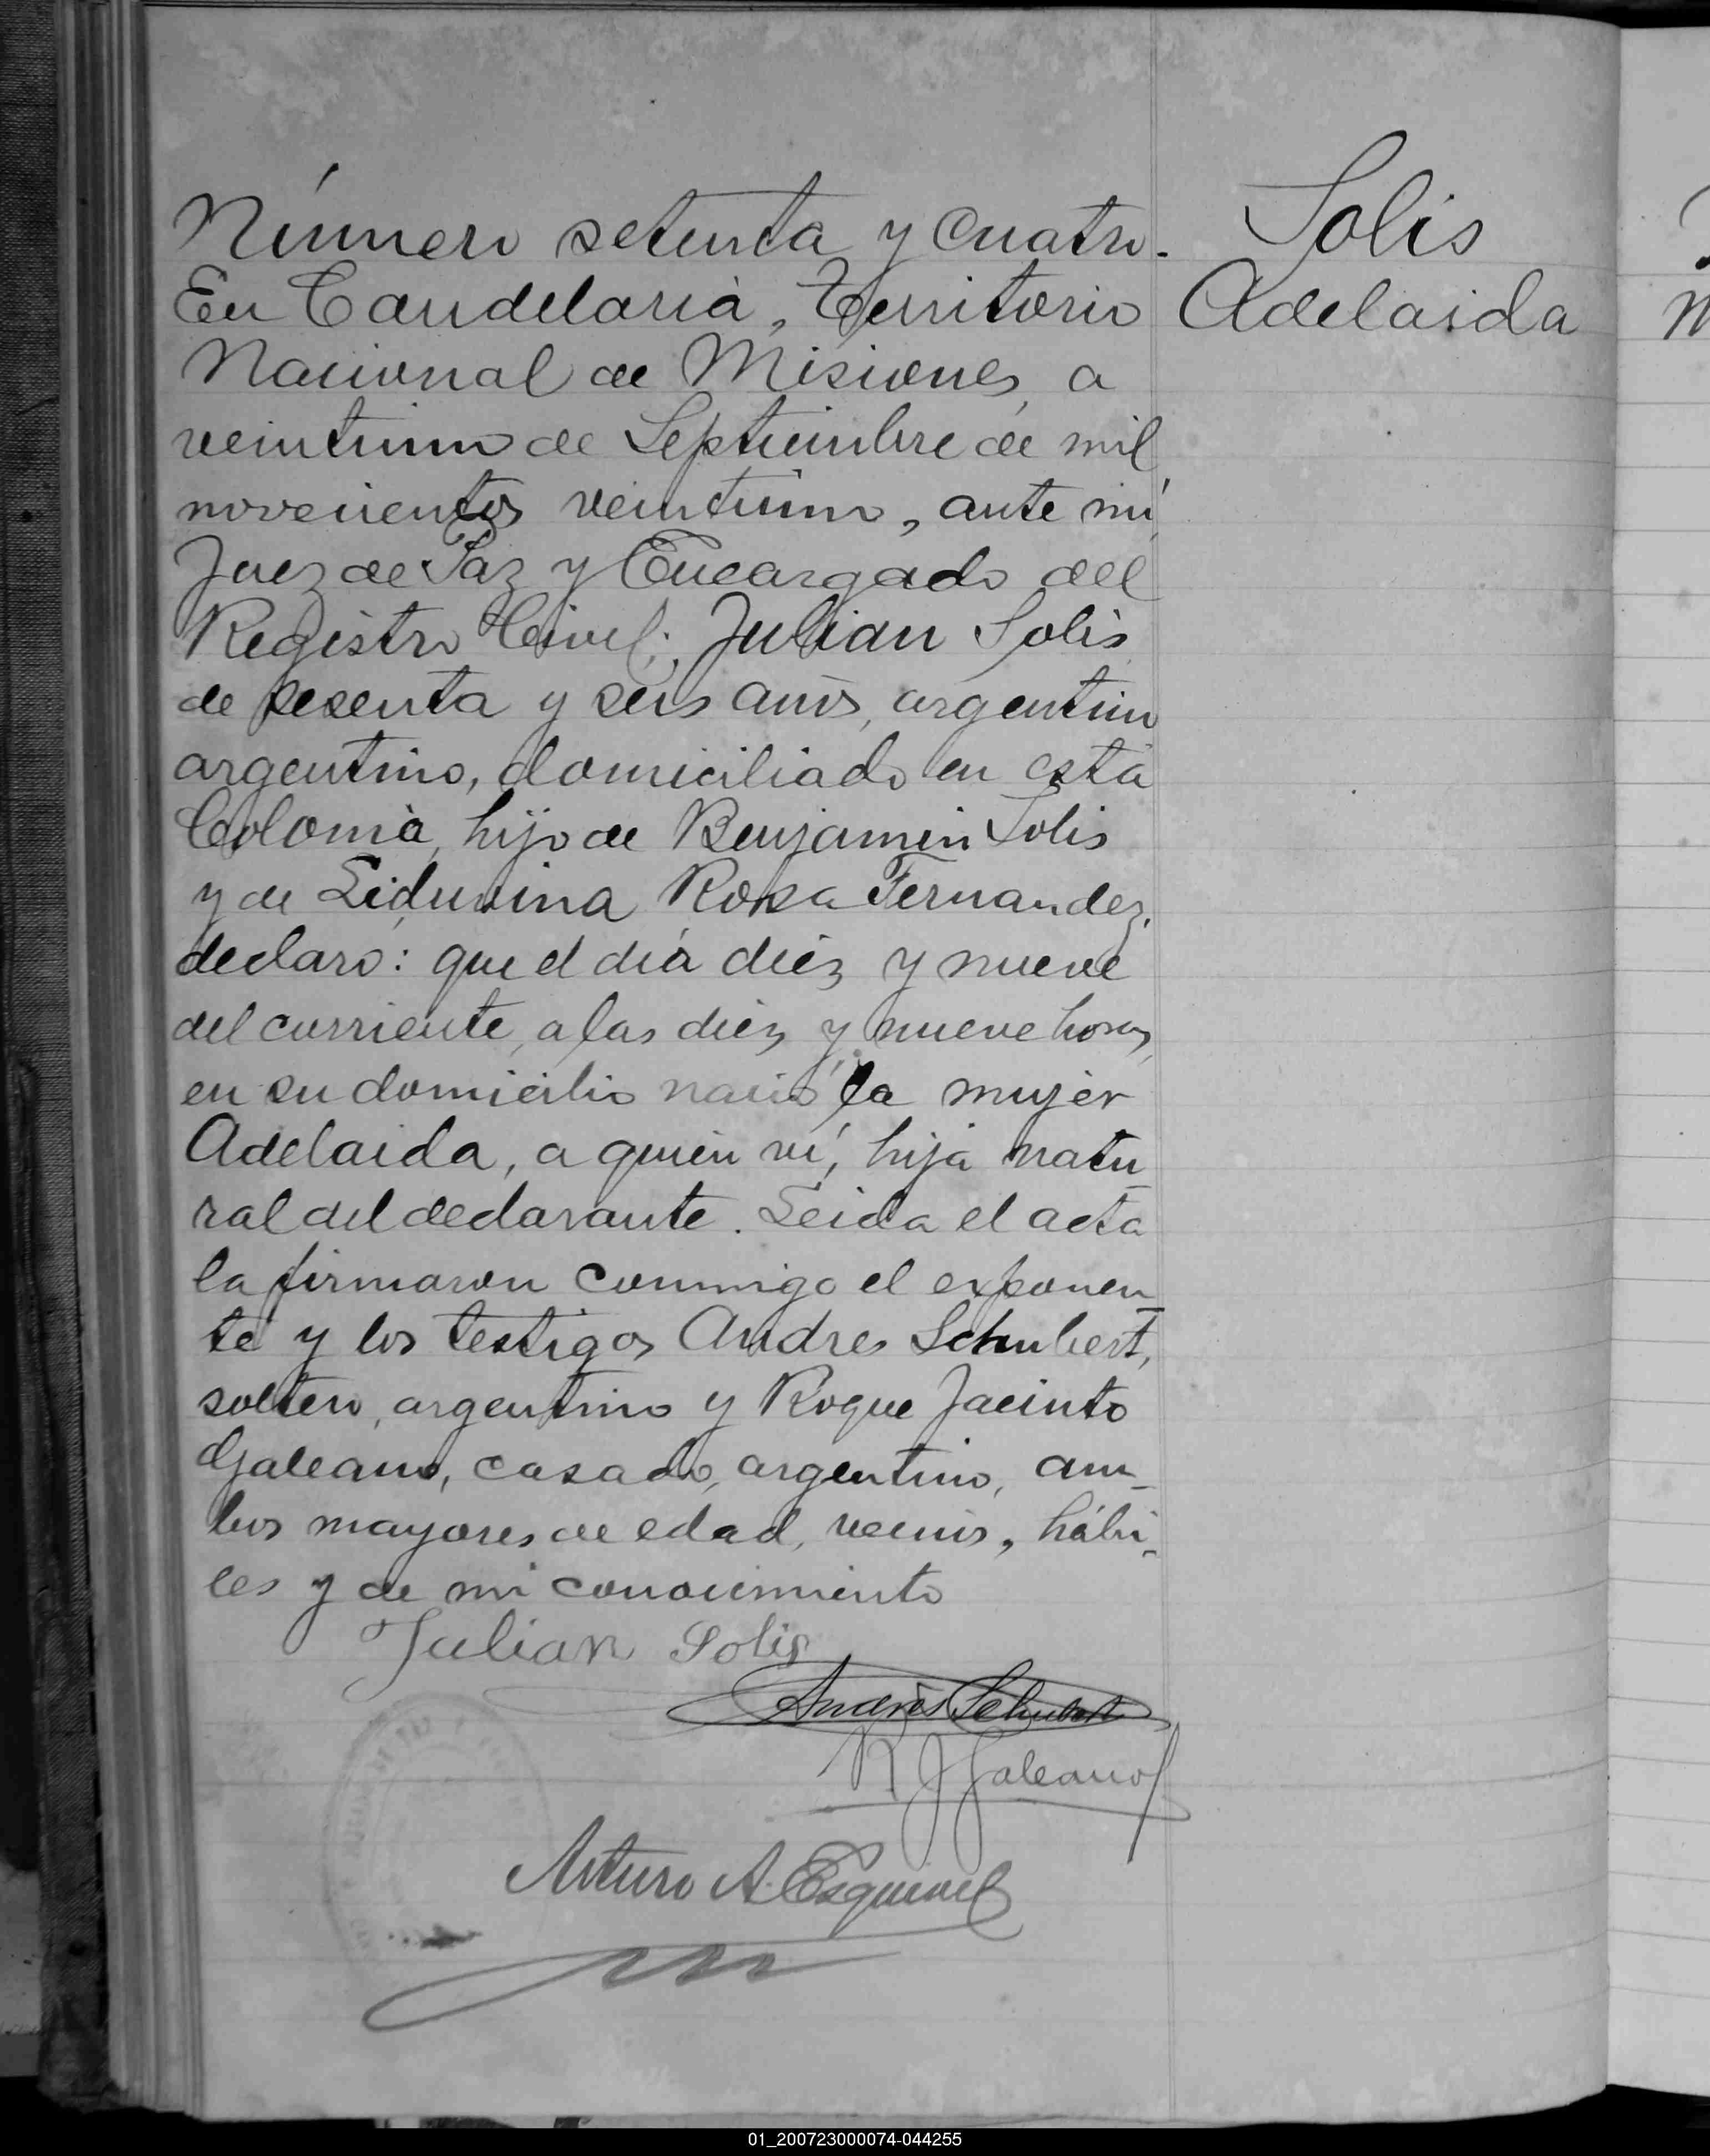 Número setenta y cuatro.
Solis
En Candelaria, Territorio
Adelaida
Nacional de Misiones, a
veintiuno de Septiembre de mil
novecientos veintiuno, ante mí,
Juez de Paz y Encargado del
Registro Civil; Julian Solis
de sesenta y seis años, argentino
argentino, domiciliado en esta
Colonia, hijo de Benjamin Solis
y de Liduvina Rosa Fernandez,
declaró: que el día diez y nueve
del corriente, a las diez y nueve horas,
en su domicilio nació la mujer
Adelaida, a quien ví, hija natu-
ral del declarante. Leida el acta
la firmaron conmigo el exponen-
te y los testigos Andres Schubert,
soltero, argentino y Roque Jacinto
Galeano, casado, argentino, am-
bos mayores de edad, vecinos, hábi-
les y de mi conocimiento
Julian Solis
Andrés Schubert
R J Galeano
Arturo A. Esquivel
01_200723000074-044255